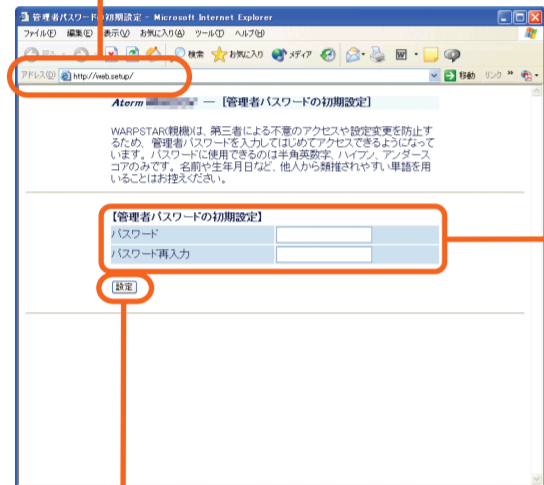 管理者パスワードの初期設定 - Microsoft Internet Explorer
ファイル(F) 編集(E) 表示(V) お気に入り(A) ツール(T) ヘルプ(H)
検索 お気に入り メディア
アドレス(D) http://web.setup/ 移動 リンク »
Aterm — [管理者パスワードの初期設定]
WARPSTAR(親機)は、第三者による不意のアクセスや設定変更を防止す
るため、管理者パスワードを入力してはじめてアクセスできるようになって
います。パスワードに使用できるのは半角英数字、ハイフン、アンダース
コアのみです。名前や生年月日など、他人から類推されやすい単語を用
いることはお控えください。
【管理者パスワードの初期設定】
パスワード
パスワード再入力
設定